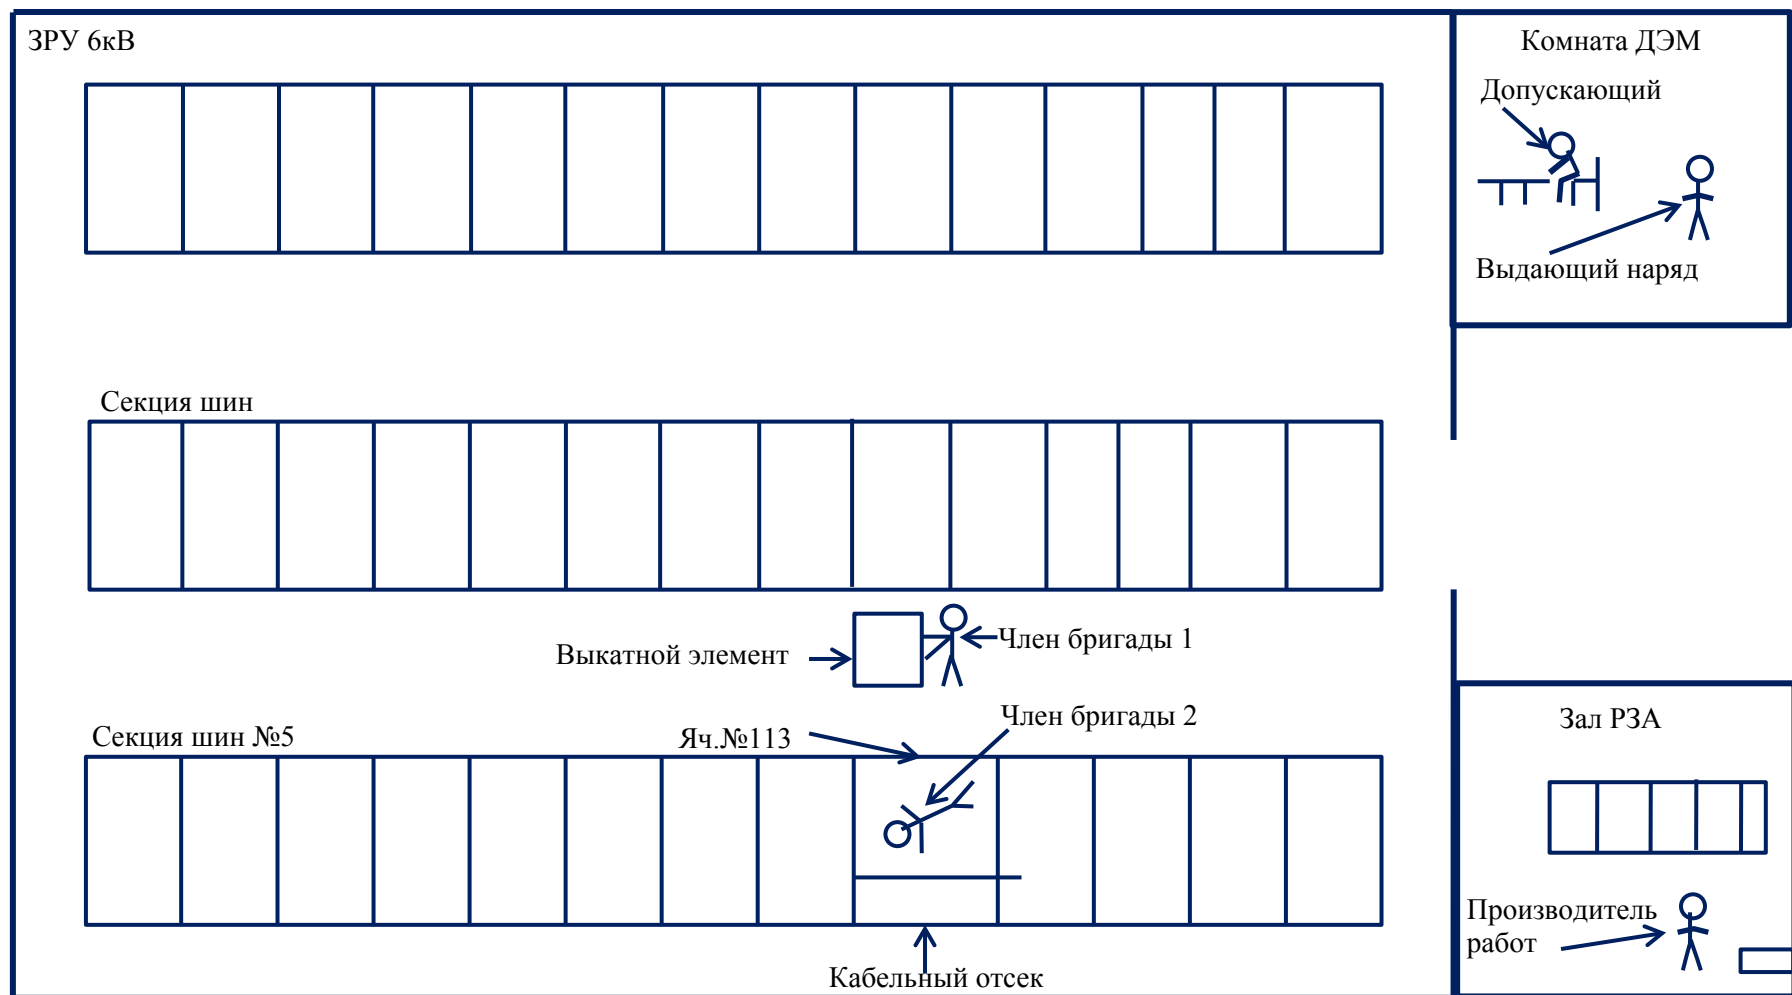 ЗРУ 6кВ
Комната ДЭМ
Допускающий
Выдающий наряд
Секция шин
Выкатной элемент
Член бригады 1
Член бригады 2
Секция шин №5
Яч.№113
Зал РЗА
Производитель
работ
Кабельный отсек